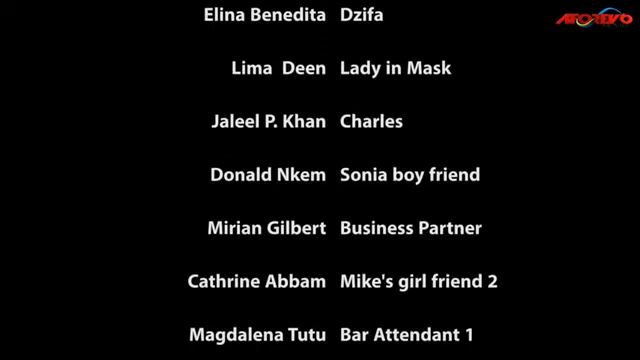 Elina Benedita Dzifa
Lima Deen Lady in Mask
Jaleel P. Khan Charles
Donald Nkem Sonia boy friend
Mirian Gilbert Business Partner
Cathrine Abbam Mike's girl friend 2
Magdalena Tutu Bar Attendant 1